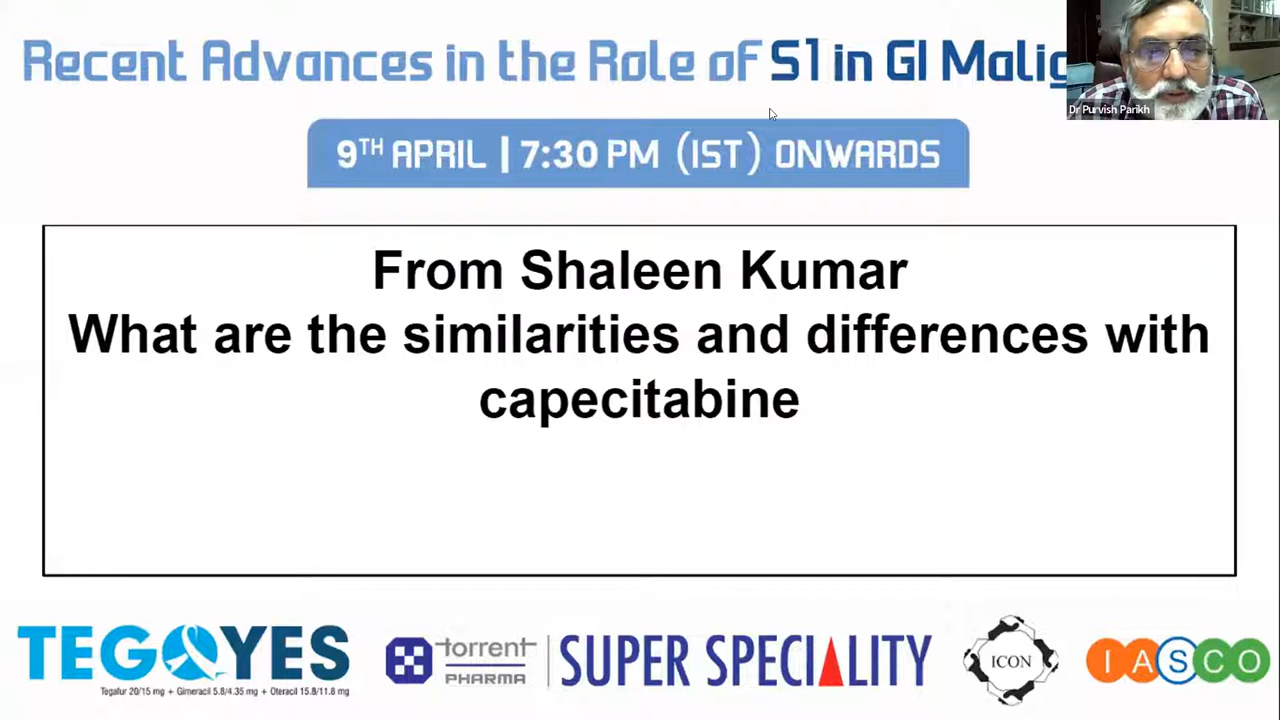 Recent Advances in the Role of S1 in GI Malig
Dr Purvish Parikh
9TH APRIL | 7:30 PM (IST) ONWARDS
From Shaleen Kumar
What are the similarities and differences with
capecitabine
TEGOYES
Tegafur 20/15 mg + Gimeracil 5.8/4.35 mg + Oteracil 15.8/11.8 mg
torrent
PHARMA
SUPER SPECIALITY
ICON
IASCO